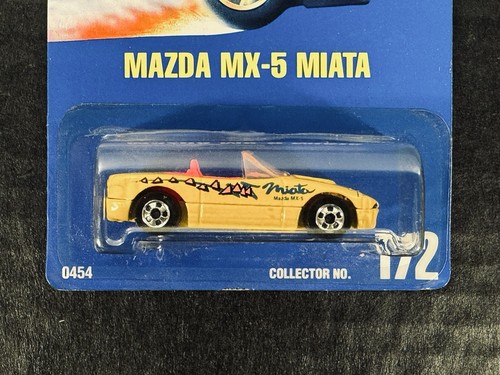 MAZDA MX-5 MIATA
Miata
Mazda MX-5
0454
COLLECTOR NO. 172